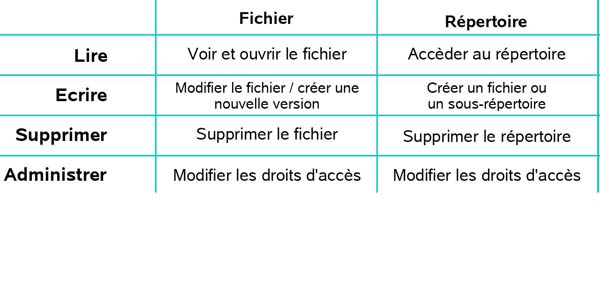 Fichier Répertoire
Lire Voir et ouvrir le fichier Accèder au répertoire
Ecrire Modifier le fichier / créer une Créer un fichier ou
nouvelle version un sous-répertoire
Supprimer Supprimer le fichier Supprimer le répertoire
Administrer Modifier les droits d'accès Modifier les droits d'accès